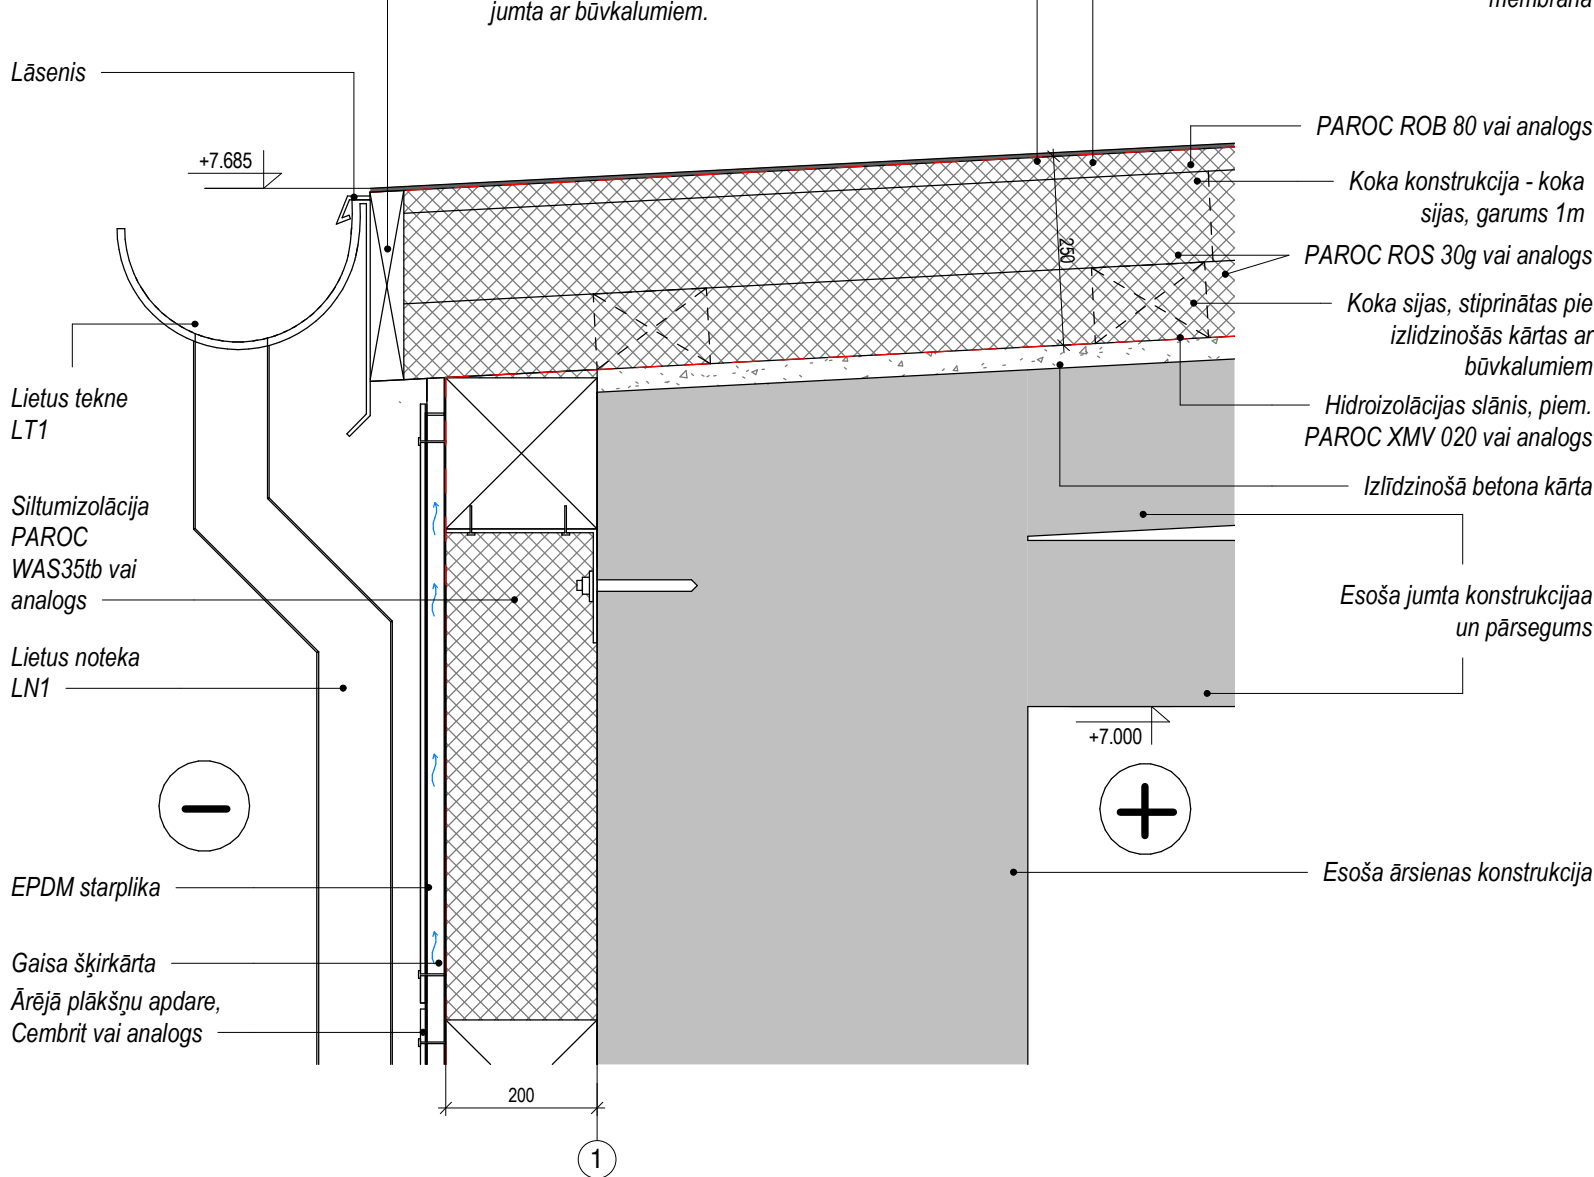 jumta ar būvkalumiem.
membrāna
Lāsenis
+7.685
PAROC ROB 80 vai analogs
Koka konstrukcija - koka
sijas, garums 1m
250
PAROC ROS 30g vai analogs
Koka sijas, stiprinātas pie
izlidzinošās kārtas ar
būvkalumiem
Lietus tekne
LT1
Hidroizolācijas slānis, piem.
PAROC XMV 020 vai analogs
Izlīdzinošā betona kārta
Siltumizolācija
PAROC
WAS35tb vai
analogs
Esoša jumta konstrukcijaa
un pārsegums
Lietus noteka
LN1
+7.000
EPDM starplika
Esoša ārsienas konstrukcija
Gaisa šķirkārta
Ārējā plākšņu apdare,
Cembrit vai analogs
200
1